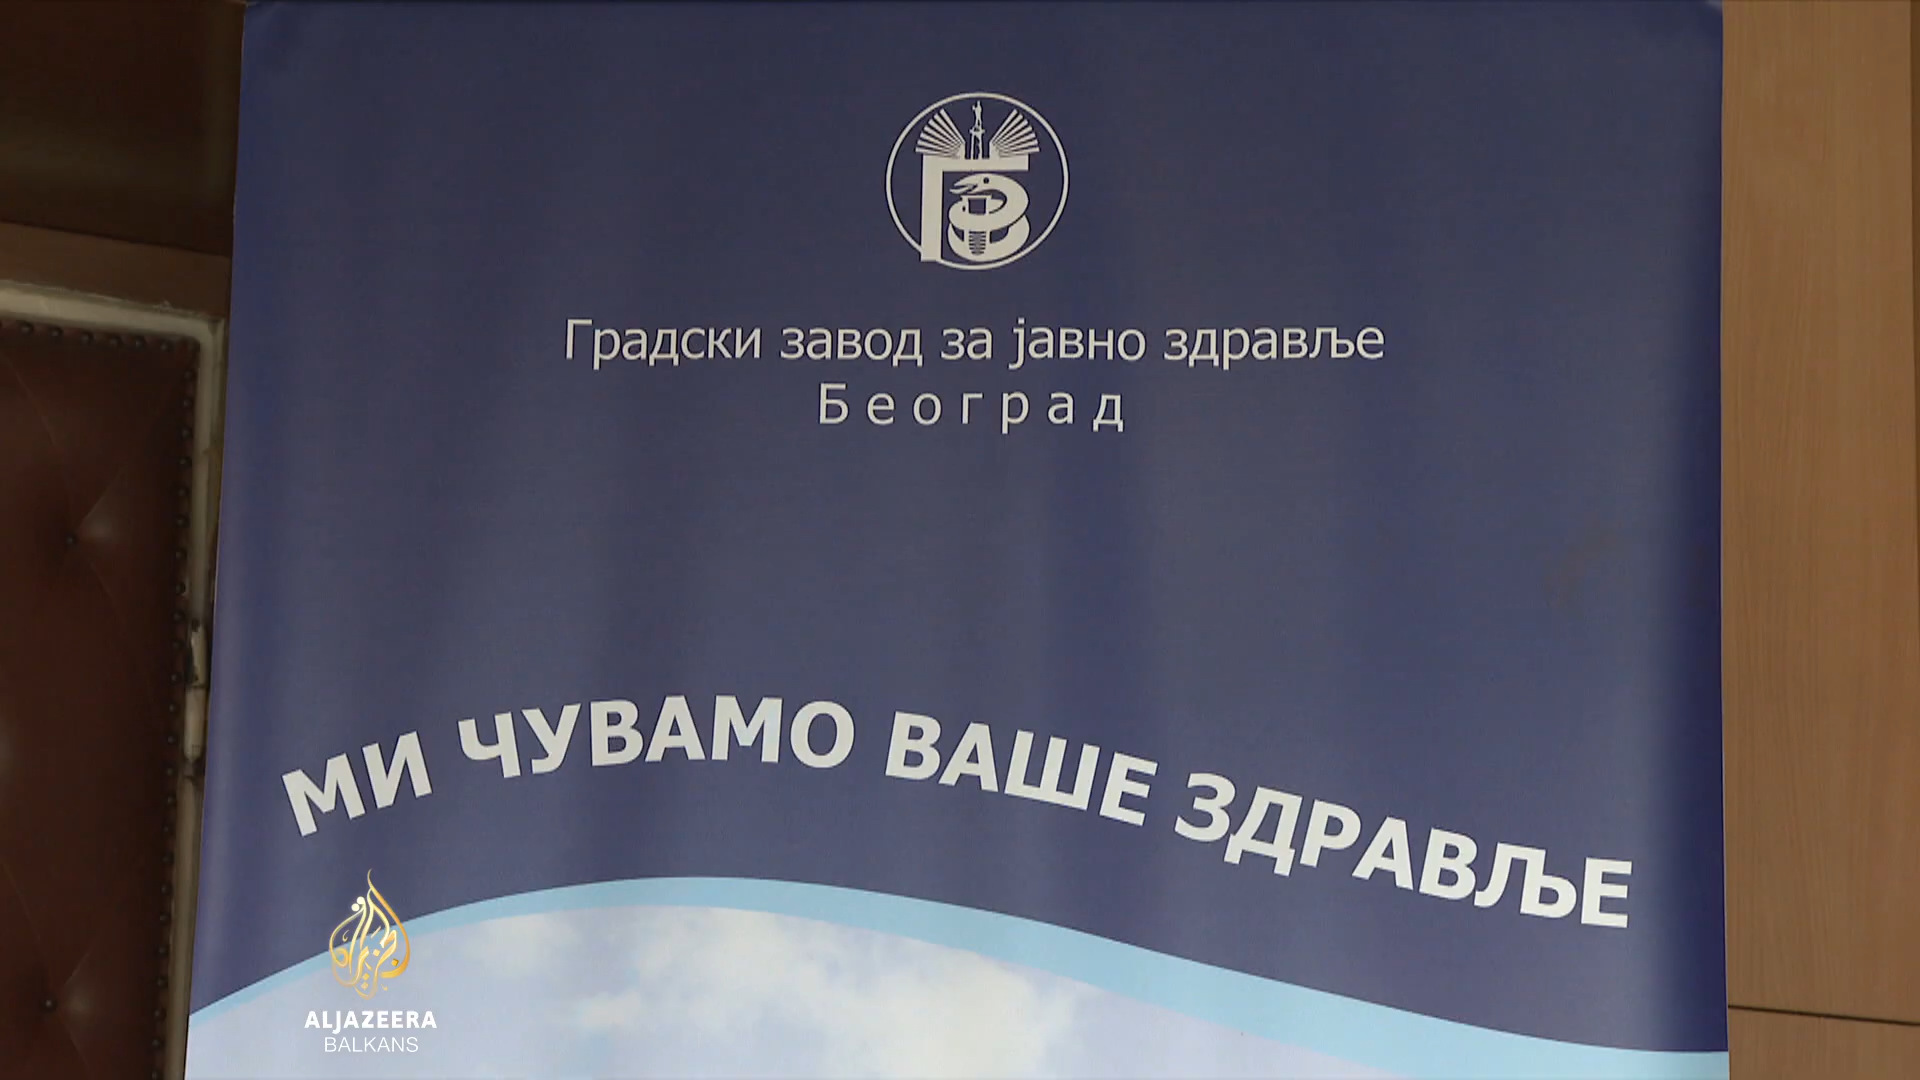 Градски завод за јавно здравље
Београд
МИ ЧУВАМО ВАШЕ ЗДРАВЉЕ
ALJAZEERA
BALKANS